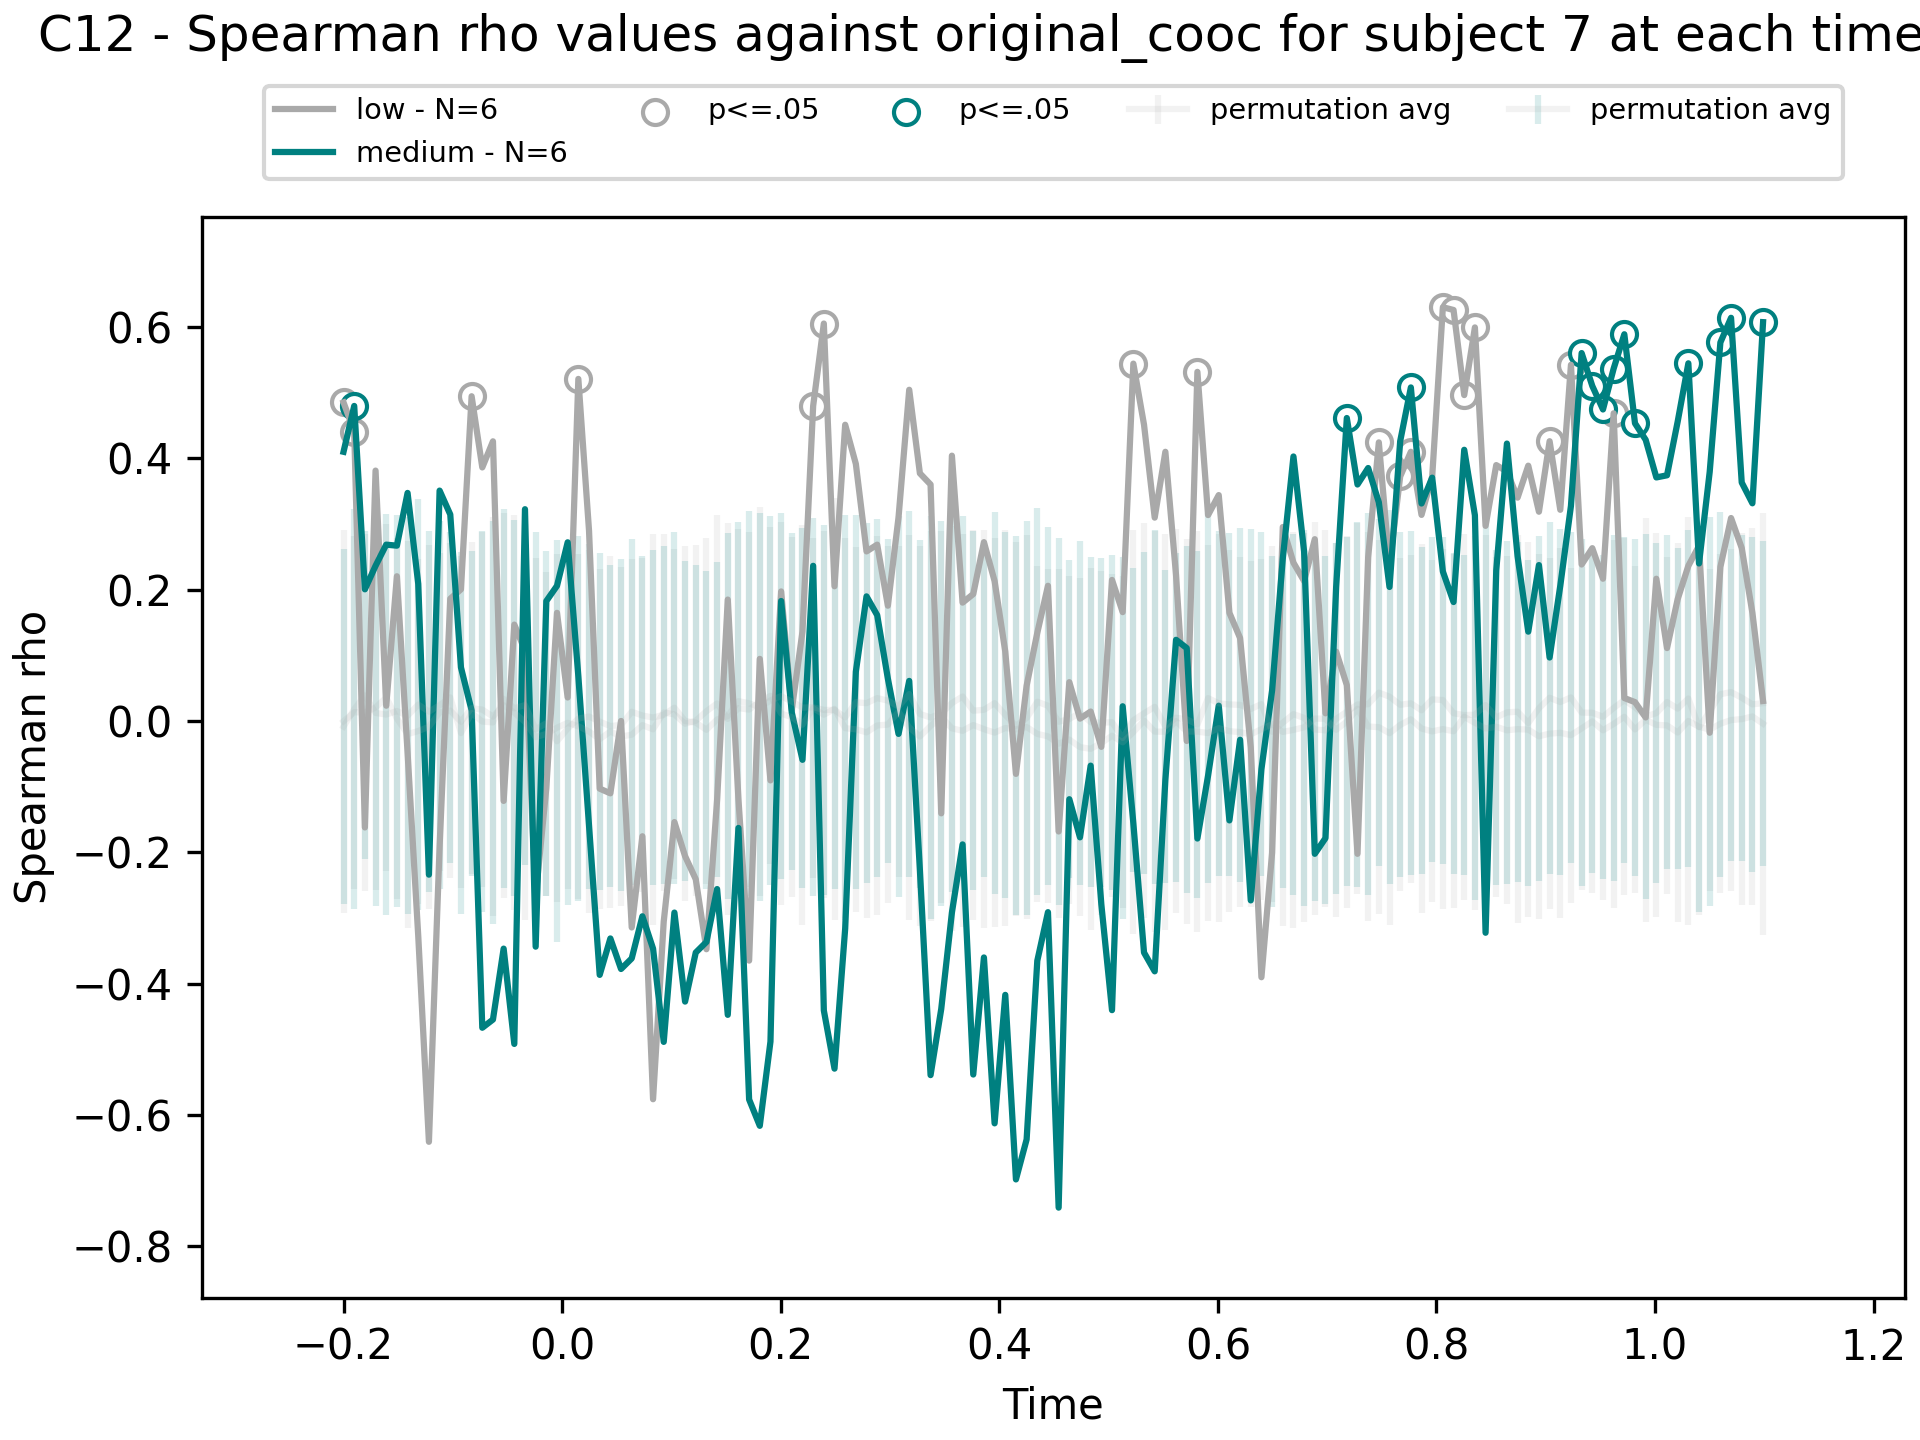 C12 - Spearman rho values against original_cooc for subject 7 at each time
low - N=6
medium - N=6
p<=.05
p<=.05
permutation avg
permutation avg
Spearman rho
0.6
0.4
0.2
0.0
−0.2
−0.4
−0.6
−0.8
−0.2
0.0
0.2
0.4
0.6
0.8
1.0
1.2
Time